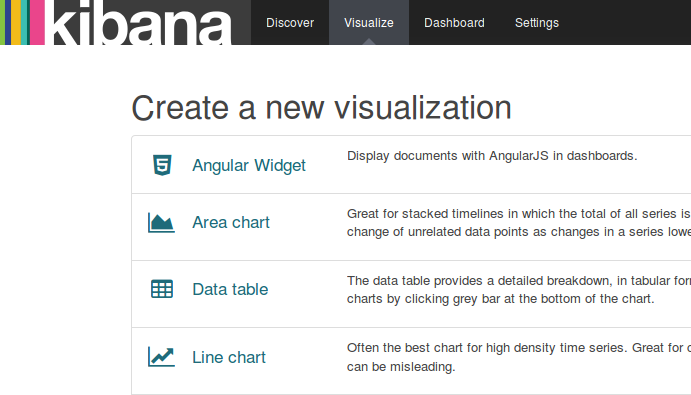 kibana Discover Visualize Dashboard Settings
Create a new visualization
Angular Widget Display documents with AngularJS in dashboards.
Area chart Great for stacked timelines in which the total of all series is
change of unrelated data points as changes in a series
Data table The data table provides a detailed breakdown, in tabular
charts by clicking grey bar at the bottom of the chart.
Line chart Often the best chart for high density time series. Great for
can be misleading.